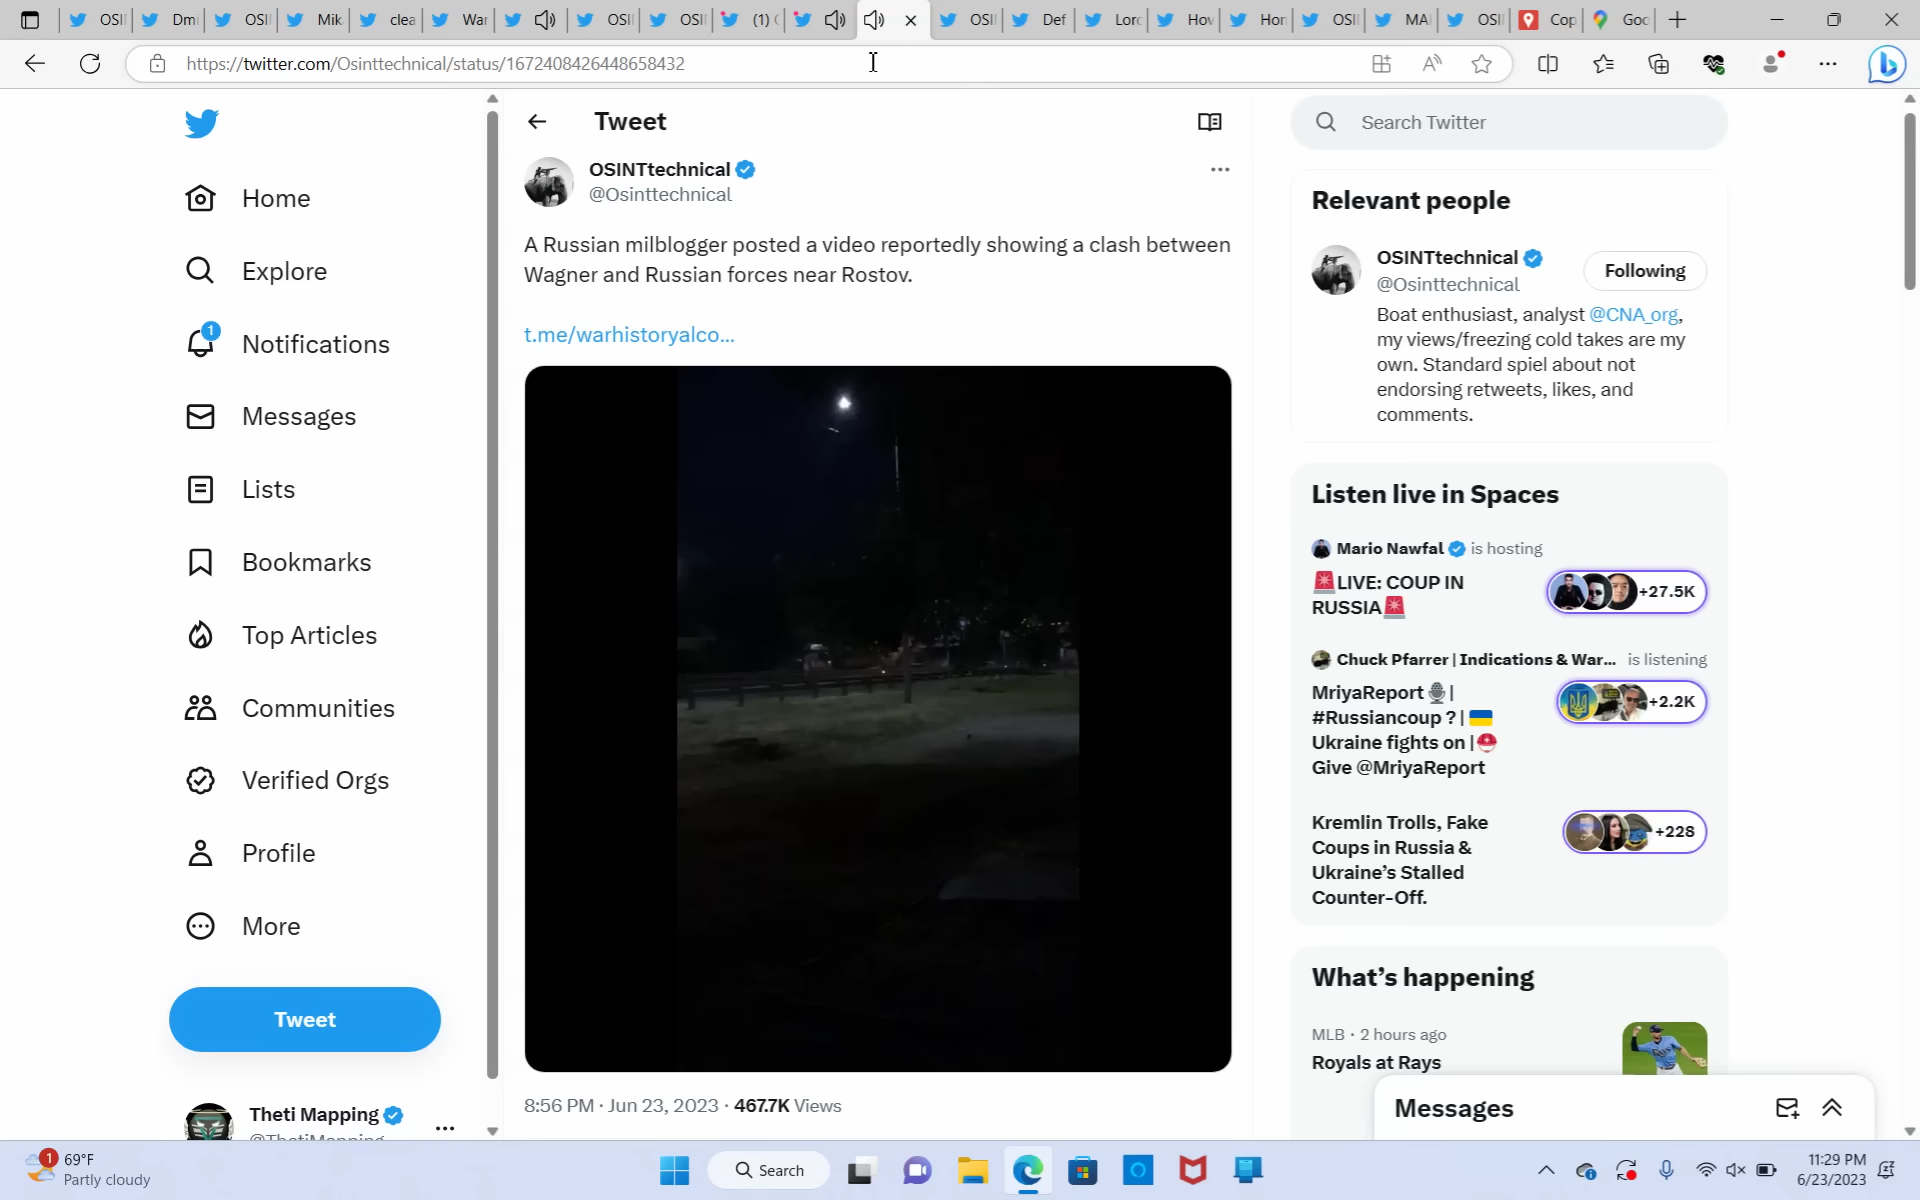 OSI
Dmi
OSI
Mik
clea
War
OSI
OSI
(1)
OSI
Def
Lord
Hov
Hor
OSI
MA
OSI
Cop
Goo
https://twitter.com/Osinttechnical/status/1672408426448658432
Home
Explore
1
Notifications
Messages
Lists
Bookmarks
Top Articles
Communities
Verified Orgs
Profile
More
Tweet
Theti Mapping
@ThetiMapping
Tweet
OSINTtechnical
@Osinttechnical
A Russian milblogger posted a video reportedly showing a clash between
Wagner and Russian forces near Rostov.
t.me/warhistoryalco...
8:56 PM · Jun 23, 2023 · 467.7K Views
Search Twitter
Relevant people
OSINTtechnical
@Osinttechnical
Following
Boat enthusiast, analyst @CNA_org,
my views/freezing cold takes are my
own. Standard spiel about not
endorsing retweets, likes, and
comments.
Listen live in Spaces
Mario Nawfal is hosting
🚨LIVE: COUP IN
RUSSIA🚨
+27.5K
Chuck Pfarrer | Indications & War... is listening
MriyaReport🎙️|
#Russiancoup ? | 🇺🇦
Ukraine fights on |⛑️
Give @MriyaReport
+2.2K
Kremlin Trolls, Fake
Coups in Russia &
Ukraine’s Stalled
Counter-Off.
+228
What’s happening
MLB · 2 hours ago
Royals at Rays
Messages
1
69°F
Partly cloudy
Search
11:29 PM
6/23/2023